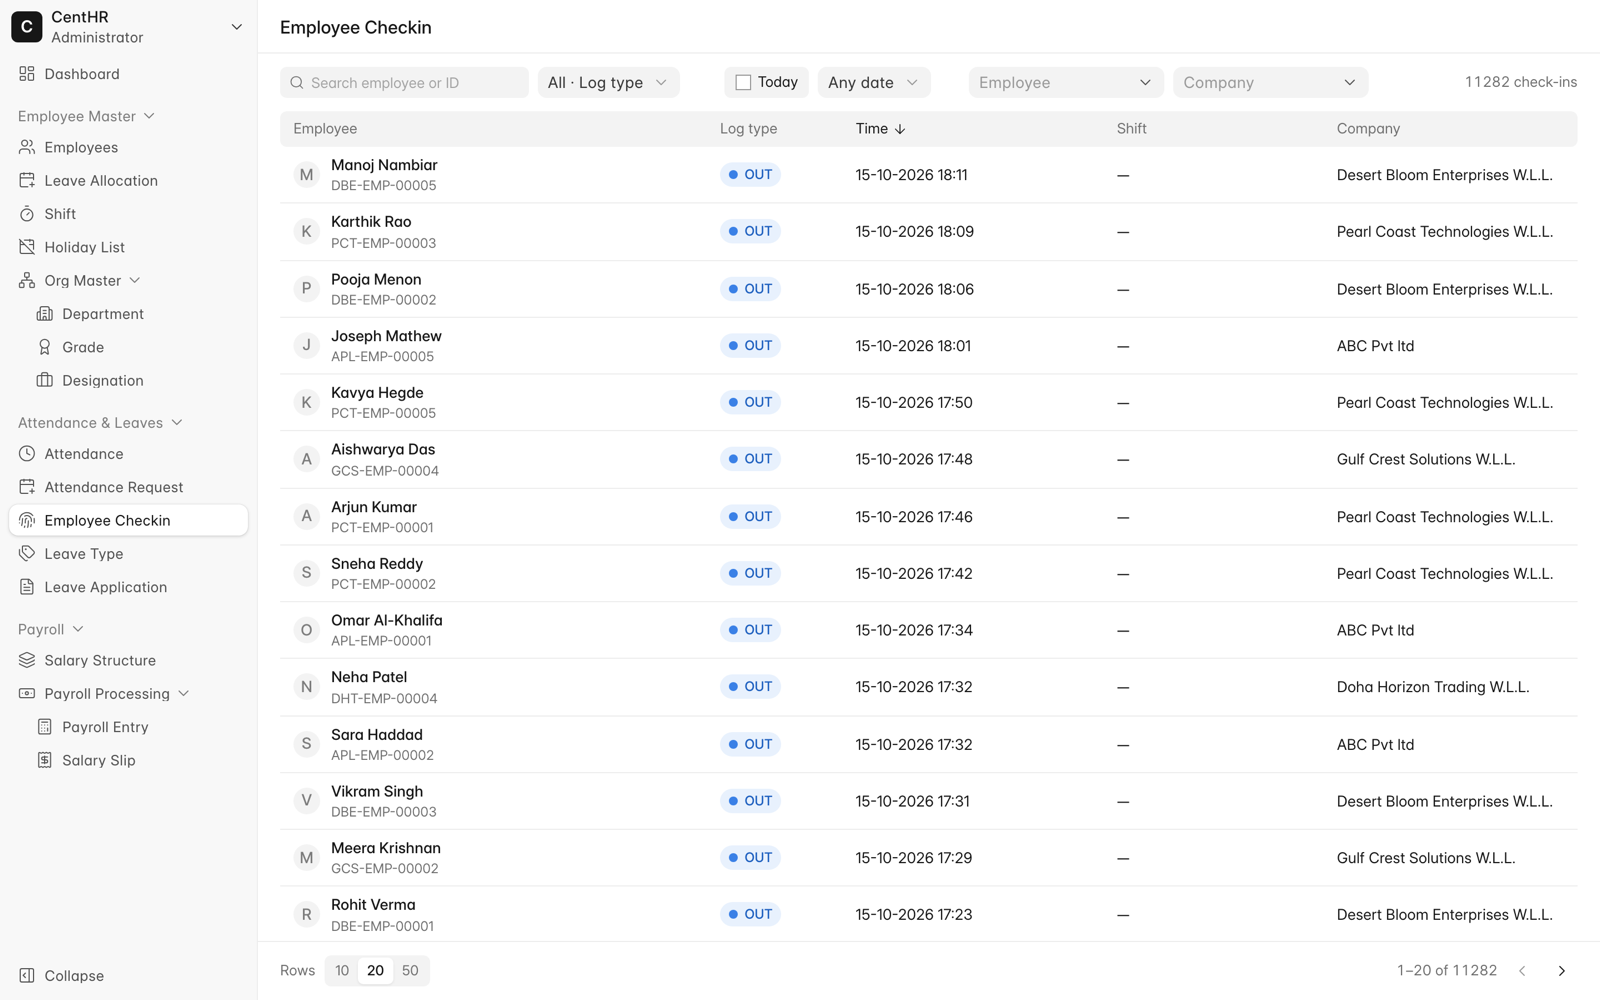 C
CentHR
Administrator
Dashboard
Employee Master
Employees
Leave Allocation
Shift
Holiday List
Org Master
Department
Grade
Designation
Attendance & Leaves
Attendance
Attendance Request
Employee Checkin
Leave Type
Leave Application
Payroll
Salary Structure
Payroll Processing
Payroll Entry
Salary Slip
Collapse
Employee Checkin
Search employee or ID
All · Log type
Today
Any date
Employee
Company
11282 check-ins
Employee Log type Time Shift Company
M Manoj Nambiar OUT 15-10-2026 18:11 — Desert Bloom Enterprises W.L.L.
DBE-EMP-00005
K Karthik Rao OUT 15-10-2026 18:09 — Pearl Coast Technologies W.L.L.
PCT-EMP-00003
P Pooja Menon OUT 15-10-2026 18:06 — Desert Bloom Enterprises W.L.L.
DBE-EMP-00002
J Joseph Mathew OUT 15-10-2026 18:01 — ABC Pvt ltd
APL-EMP-00005
K Kavya Hegde OUT 15-10-2026 17:50 — Pearl Coast Technologies W.L.L.
PCT-EMP-00005
A Aishwarya Das OUT 15-10-2026 17:48 — Gulf Crest Solutions W.L.L.
GCS-EMP-00004
A Arjun Kumar OUT 15-10-2026 17:46 — Pearl Coast Technologies W.L.L.
PCT-EMP-00001
S Sneha Reddy OUT 15-10-2026 17:42 — Pearl Coast Technologies W.L.L.
PCT-EMP-00002
O Omar Al-Khalifa OUT 15-10-2026 17:34 — ABC Pvt ltd
APL-EMP-00001
N Neha Patel OUT 15-10-2026 17:32 — Doha Horizon Trading W.L.L.
DHT-EMP-00004
S Sara Haddad OUT 15-10-2026 17:32 — ABC Pvt ltd
APL-EMP-00002
V Vikram Singh OUT 15-10-2026 17:31 — Desert Bloom Enterprises W.L.L.
DBE-EMP-00003
M Meera Krishnan OUT 15-10-2026 17:29 — Gulf Crest Solutions W.L.L.
GCS-EMP-00002
R Rohit Verma OUT 15-10-2026 17:23 — Desert Bloom Enterprises W.L.L.
DBE-EMP-00001
Rows 10 20 50
1–20 of 11282